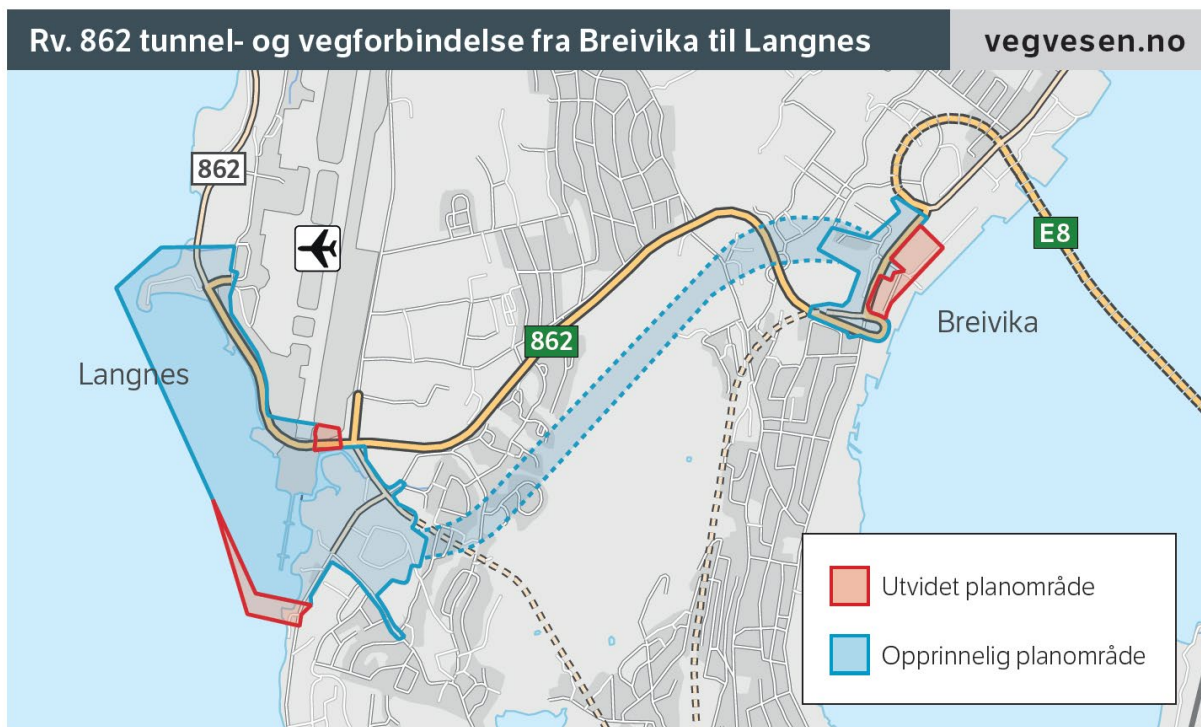 Rv. 862 tunnel- og vegforbindelse fra Breivika til Langnes
vegvesen.no
862
E8
Breivika
862
Langnes
Utvidet planområde
Opprinnelig planområde